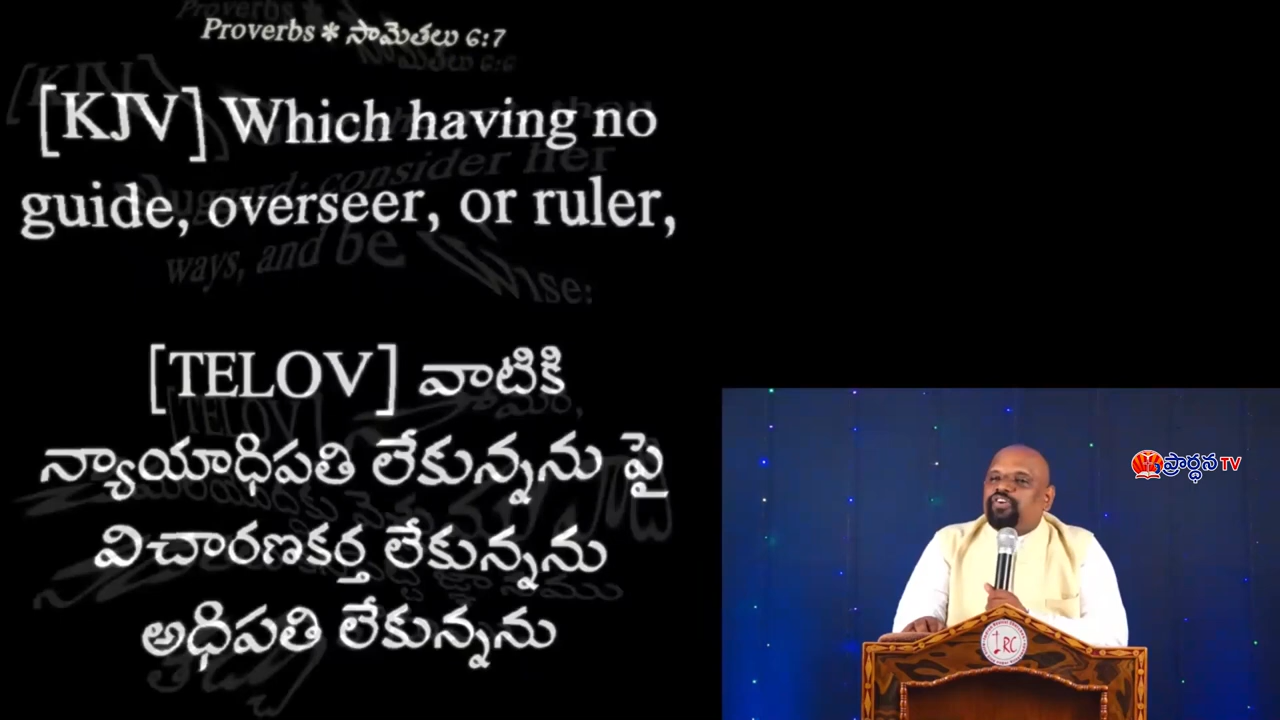 Proverbs * సామెతలు 6:7
[KJV] Which having no
guide, overseer, or ruler,
[TELOV] వాటికి
న్యాయాధిపతి లేకున్నను పై
విచారణకర్త లేకున్నను
అధిపతి లేకున్నను
ప్రార్థన TV
IRC